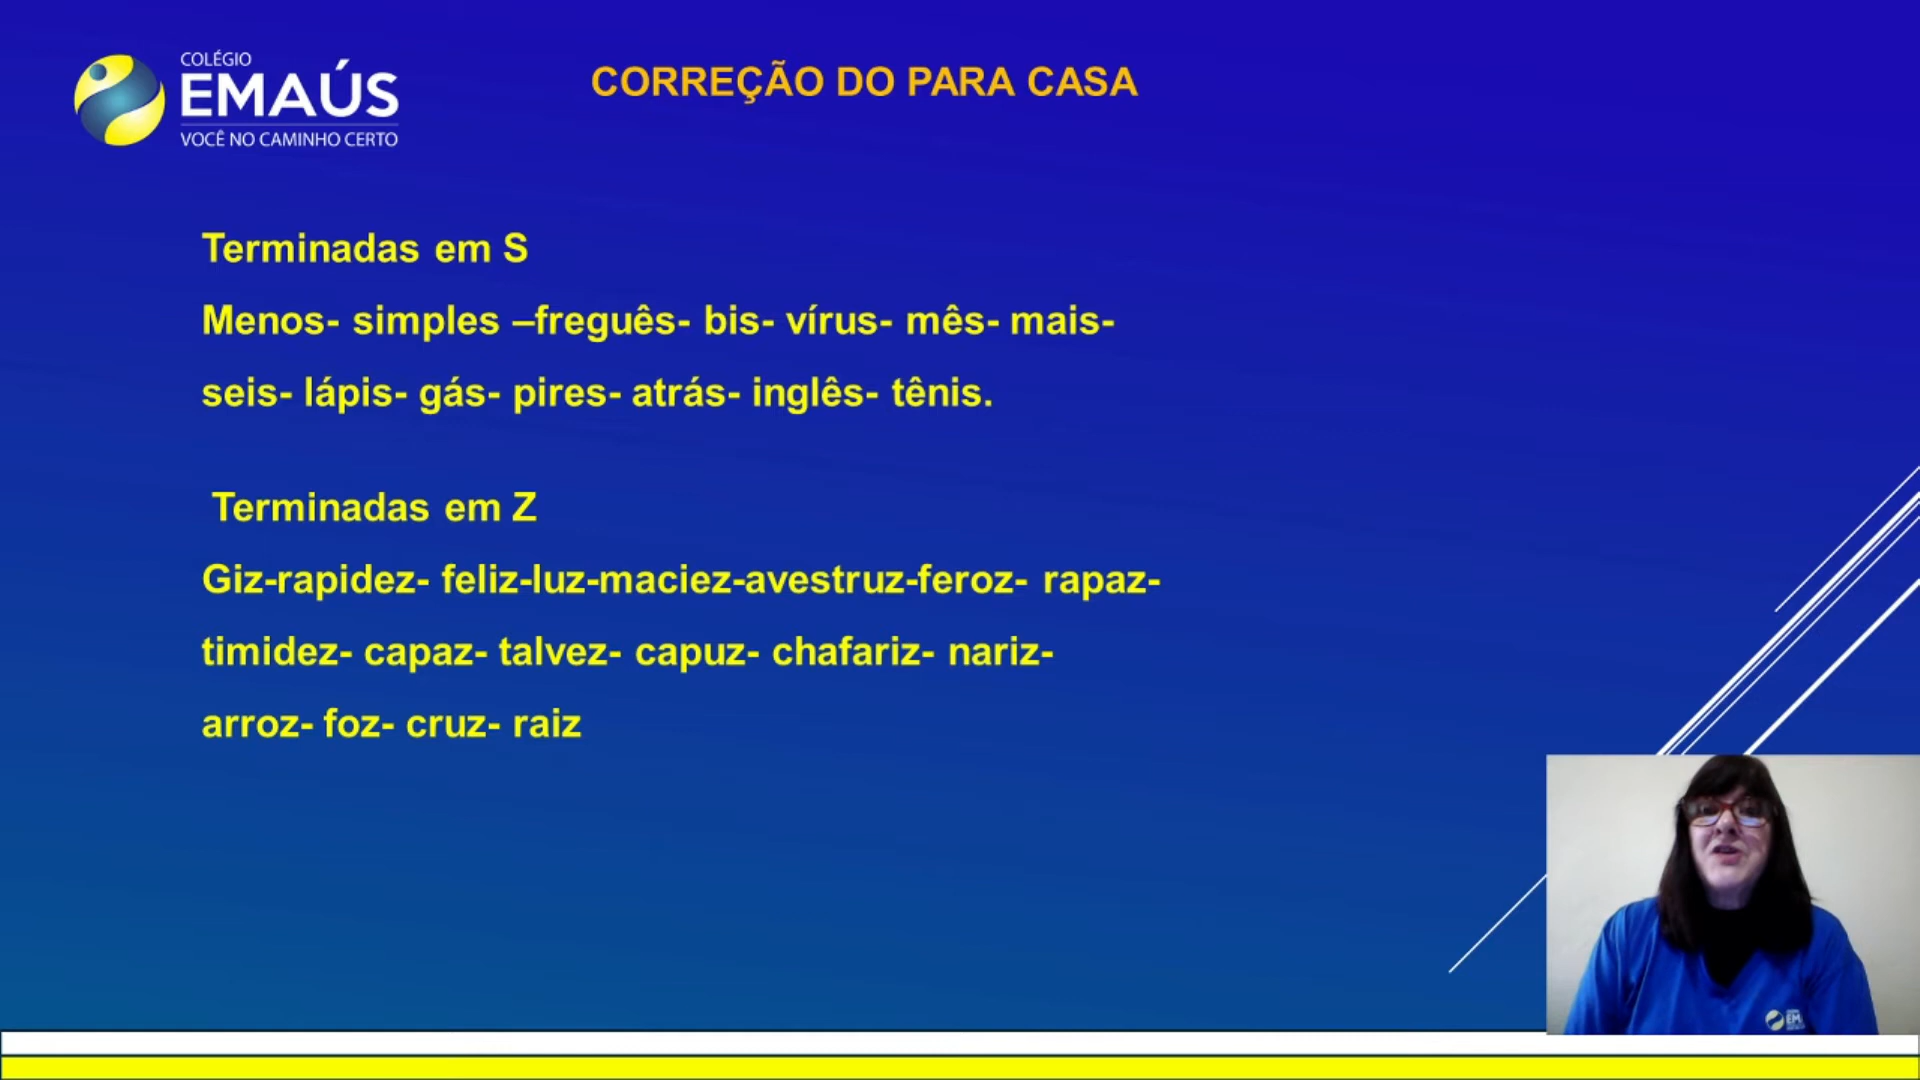 COLÉGIO
EMAÚS
VOCÊ NO CAMINHO CERTO
CORREÇÃO DO PARA CASA
Terminadas em S
Menos- simples –freguês- bis- vírus- mês- mais-
seis- lápis- gás- pires- atrás- inglês- tênis.
Terminadas em Z
Giz-rapidez- feliz-luz-maciez-avestruz-feroz- rapaz-
timidez- capaz- talvez- capuz- chafariz- nariz-
arroz- foz- cruz- raiz